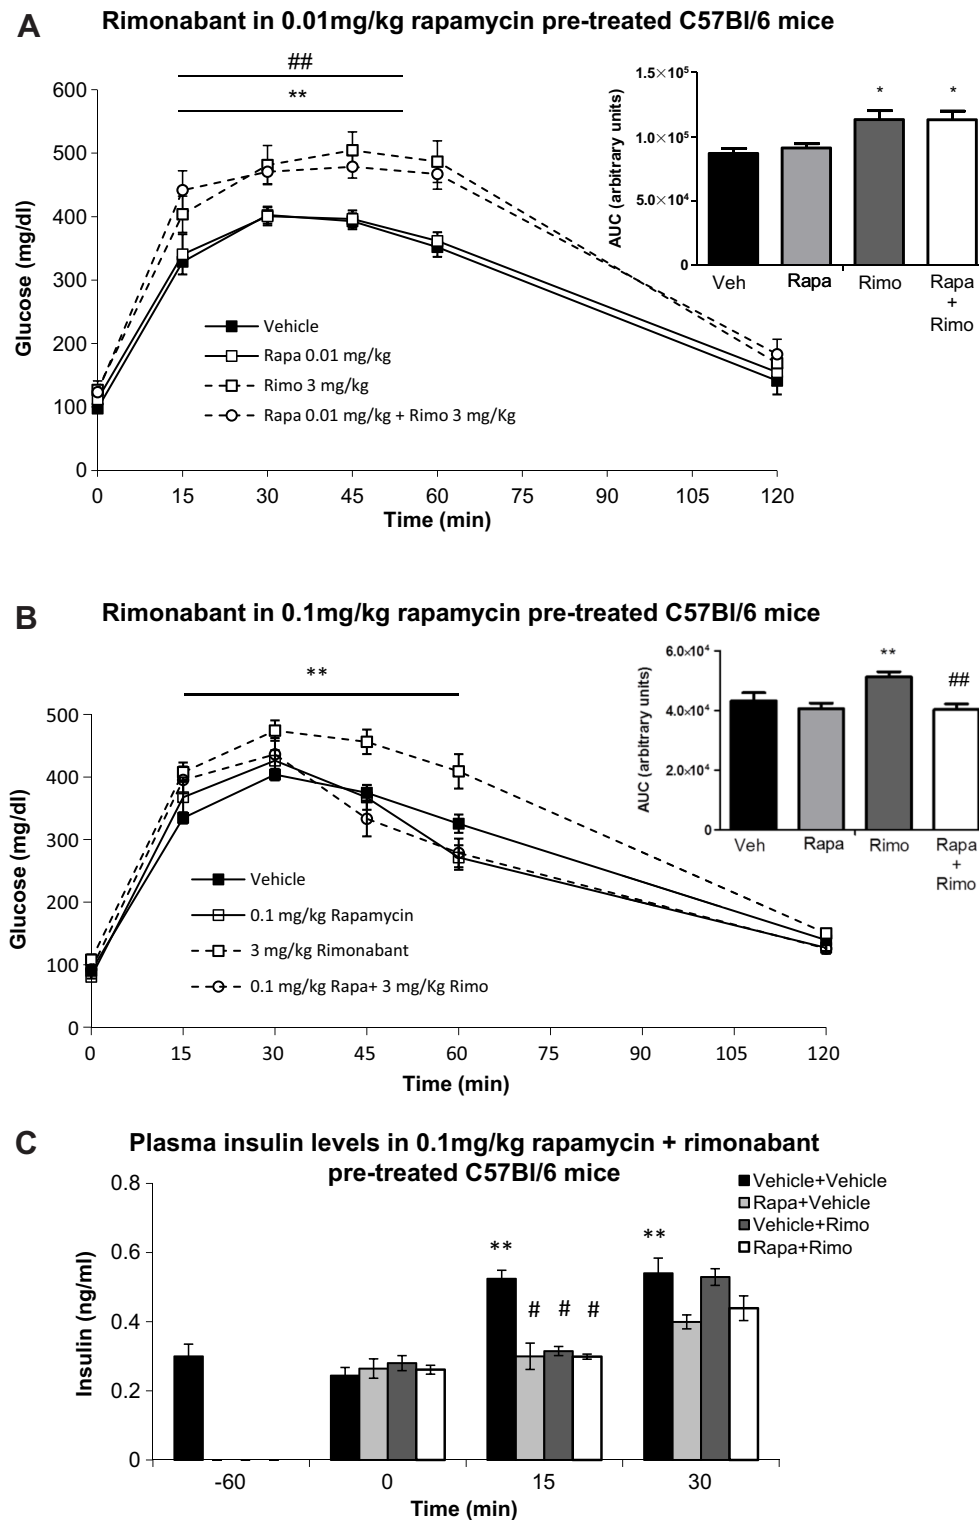 A
Rimonabant in 0.01mg/kg rapamycin pre-treated C57Bl/6 mice
##
**
600
500
400
300
200
100
0
Glucose (mg/dl)
Vehicle
Rapa 0.01 mg/kg
Rimo 3 mg/kg
Rapa 0.01 mg/kg + Rimo 3 mg/Kg
0 15 30 45 60 75 90 105 120
Time (min)
1.5×10⁵
1.0×10⁵
5.0×10⁴
0
AUC (arbitrary units)
* *
Veh Rapa Rimo Rapa
+
Rimo
B
Rimonabant in 0.1mg/kg rapamycin pre-treated C57Bl/6 mice
**
500
400
300
200
100
0
Glucose (mg/dl)
Vehicle
0.1 mg/kg Rapamycin
3 mg/kg Rimonabant
0.1 mg/kg Rapa+ 3 mg/Kg Rimo
0 15 30 45 60 75 105 120
Time (min)
6.0×10⁴
4.0×10⁴
2.0×10⁴
0
AUC (arbitrary units)
** ##
Veh Rapa Rimo Rapa
+
Rimo
C
Plasma insulin levels in 0.1mg/kg rapamycin + rimonabant
pre-treated C57Bl/6 mice
Vehicle+Vehicle
Rapa+Vehicle
Vehicle+Rimo
Rapa+Rimo
0.8
0.6
0.4
0.2
0
Insulin (ng/ml)
** **
# # #
-60 0 15 30
Time (min)